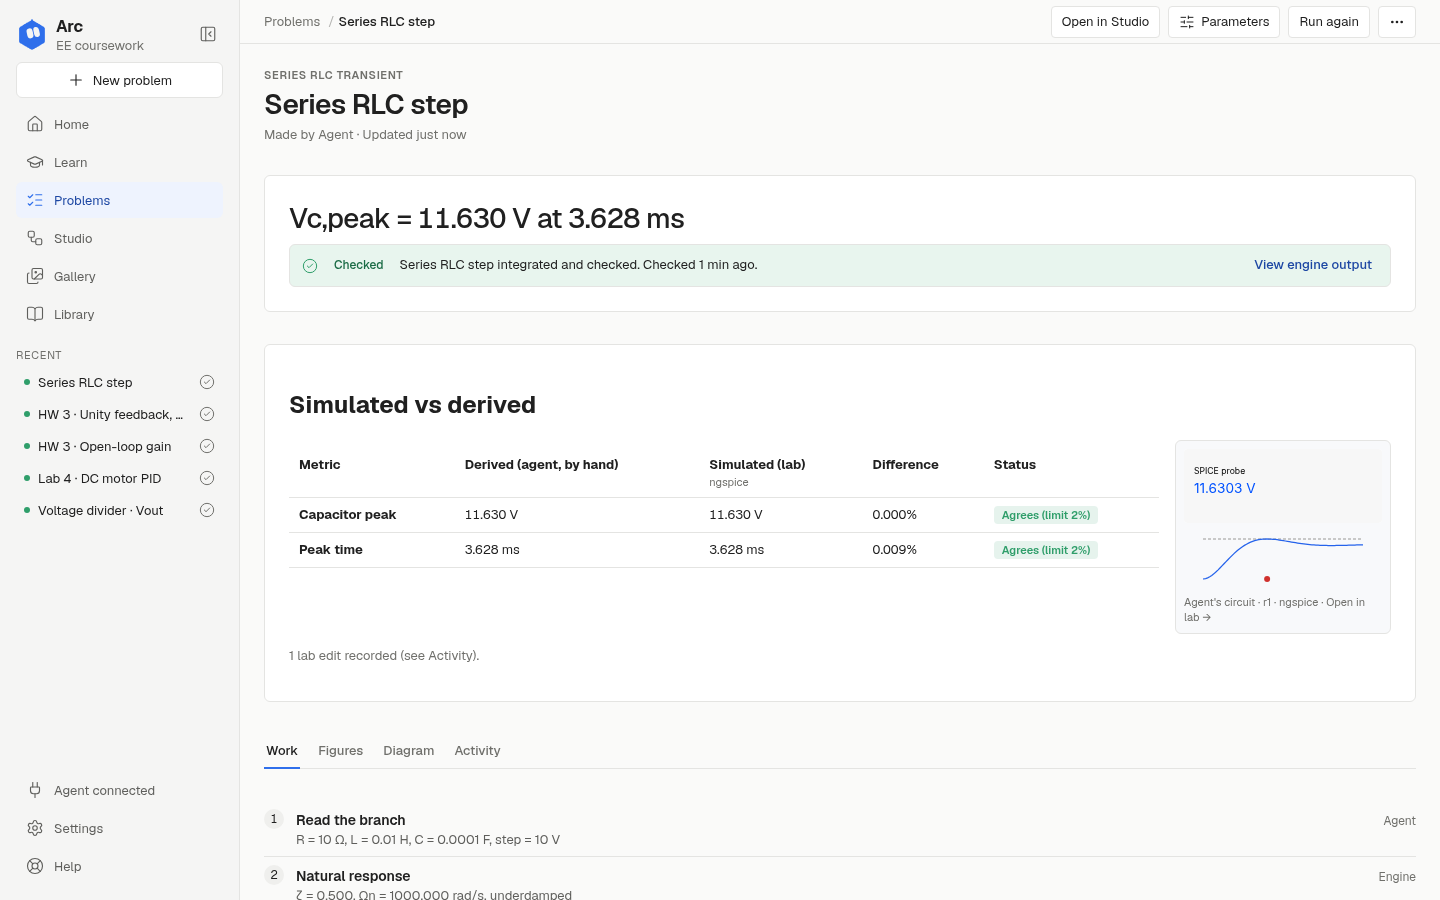 Arc
EE coursework
New problem
Home
Learn
Problems
Studio
Gallery
Library
RECENT
Series RLC step
HW 3 · Unity feedback, ...
HW 3 · Open-loop gain
Lab 4 · DC motor PID
Voltage divider · Vout
Agent connected
Settings
Help
Problems / Series RLC step
Open in Studio
Parameters
Run again
SERIES RLC TRANSIENT
Series RLC step
Made by Agent · Updated just now
Vc,peak = 11.630 V at 3.628 ms
Checked Series RLC step integrated and checked. Checked 1 min ago. View engine output
Simulated vs derived
Metric Derived (agent, by hand) Simulated (lab) Difference Status
ngspice
Capacitor peak 11.630 V 11.630 V 0.000% Agrees (limit 2%)
Peak time 3.628 ms 3.628 ms 0.009% Agrees (limit 2%)
SPICE probe
11.6303 V
Agent's circuit · r1 · ngspice · Open in
lab →
1 lab edit recorded (see Activity).
Work Figures Diagram Activity
1 Read the branch Agent
R = 10 Ω, L = 0.01 H, C = 0.0001 F, step = 10 V
2 Natural response Engine
ζ = 0.500, Ωn = 1000.000 rad/s, underdamped